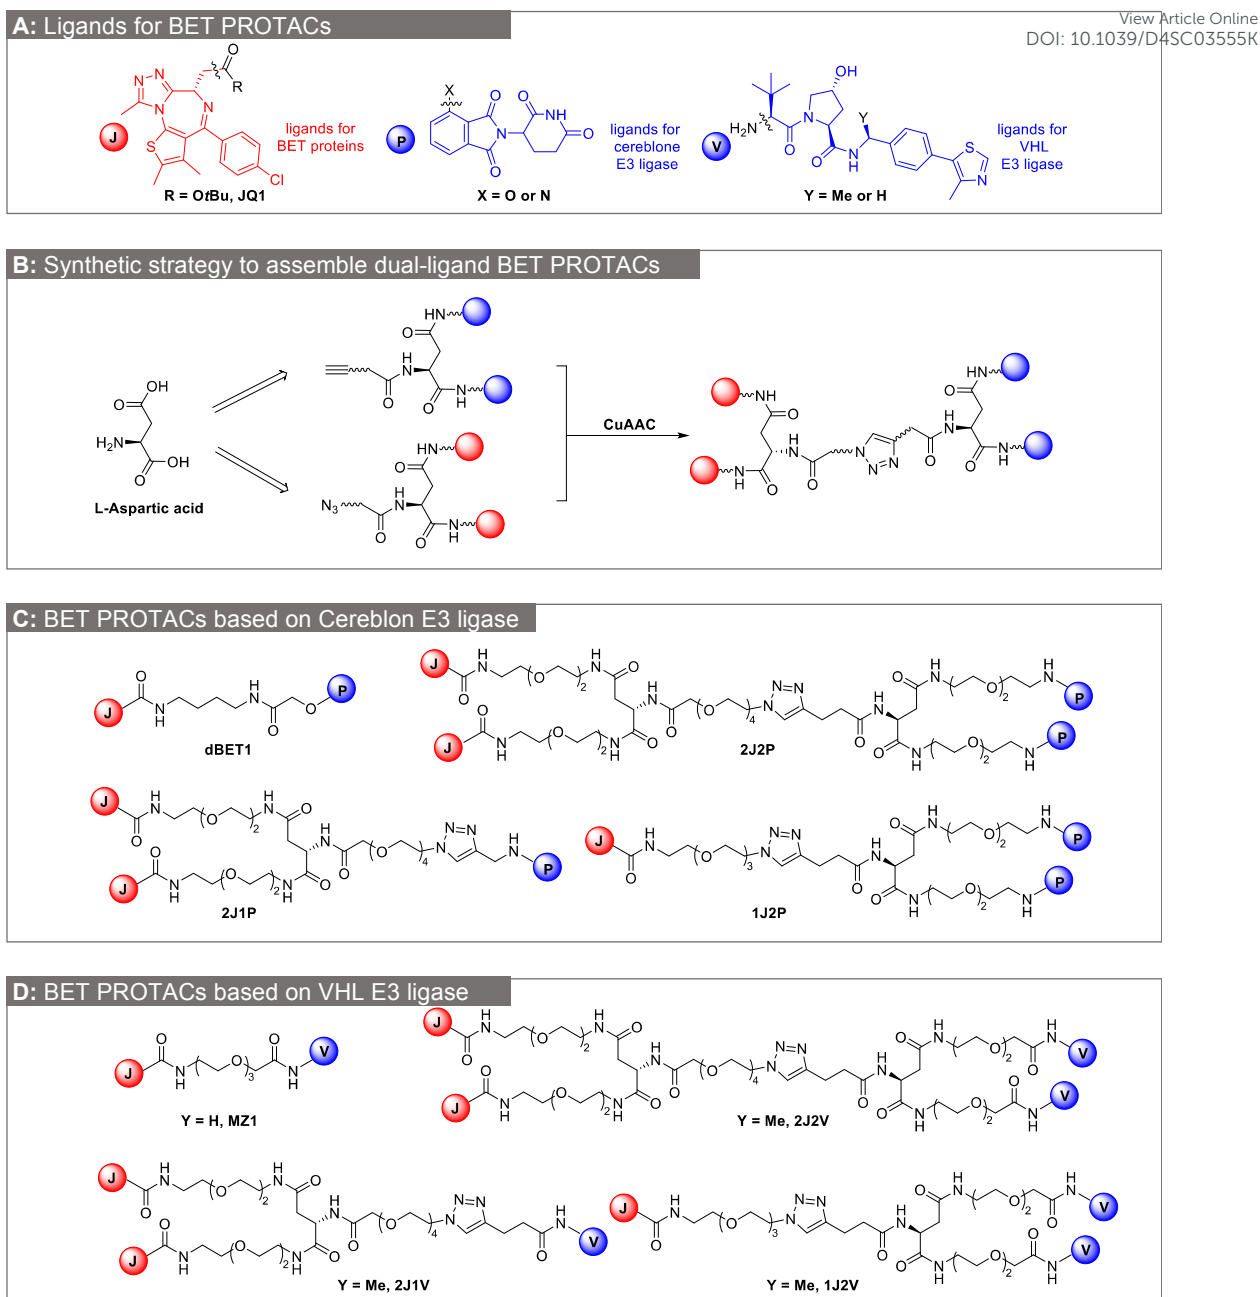 View Article Online
DOI: 10.1039/D4SC03555K
A: Ligands for BET PROTACs
J
ligands for
BET proteins
R = OtBu, JQ1
P
ligands for
cereblone
E3 ligase
X = O or N
V
ligands for
VHL
E3 ligase
Y = Me or H
B: Synthetic strategy to assemble dual-ligand BET PROTACs
L-Aspartic acid
CuAAC
C: BET PROTACs based on Cereblon E3 ligase
dBET1
2J2P
2J1P
1J2P
D: BET PROTACs based on VHL E3 ligase
Y = H, MZ1
Y = Me, 2J2V
Y = Me, 2J1V
Y = Me, 1J2V